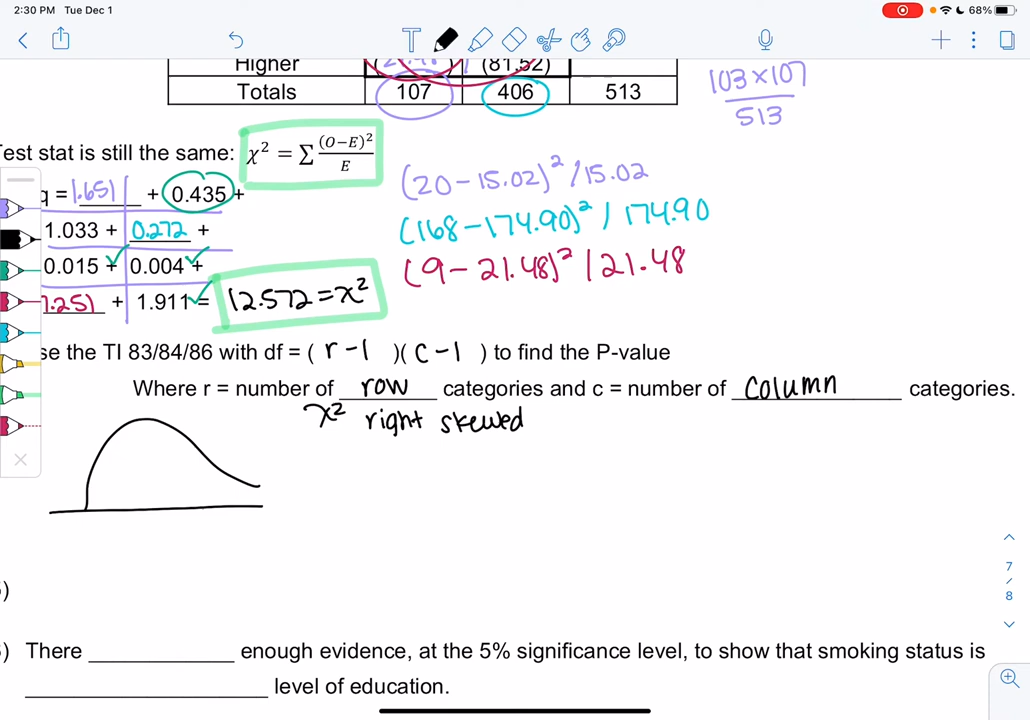 2:30 PM Tue Dec 1
68%
T
Higher (81.52)
Totals 107 406 513
103×107
513
Test stat is still the same: χ² = ∑ (O−E)² / E
(20−15.02)² /15.02
q = 1.651 + 0.435 +
(168−174.90)² / 174.90
1.033 + 0.272 +
(9−21.48)² /21.48
0.015 + 0.004 +
7.251 + 1.911 = 12.572 = χ²
se the TI 83/84/86 with df = ( r−1 )( c−1 ) to find the P-value
Where r = number of row categories and c = number of column categories.
χ² right skewed
7
/
8
)
) There ____________ enough evidence, at the 5% significance level, to show that smoking status is
____________________ level of education.